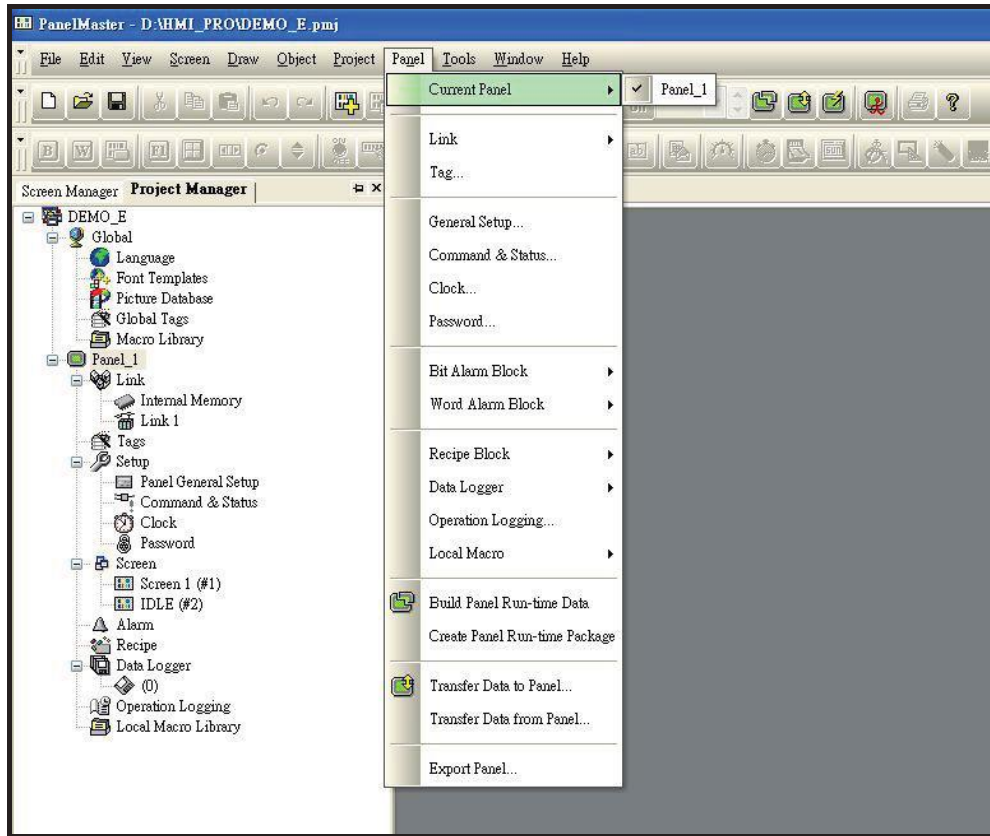 PanelMaster - D:\HMI_PRO\DEMO_E.pmj
File Edit View Screen Draw Object Project Panel Tools Window Help
Current Panel
Panel_1
Link
Tag...
General Setup...
Command & Status...
Clock...
Password...
Bit Alarm Block
Word Alarm Block
Recipe Block
Data Logger
Operation Logging...
Local Macro
Build Panel Run-time Data
Create Panel Run-time Package
Transfer Data to Panel...
Transfer Data from Panel...
Export Panel...
Screen Manager Project Manager
DEMO_E
Global
Language
Font Templates
Picture Database
Global Tags
Macro Library
Panel_1
Link
Internal Memory
Link 1
Tags
Setup
Panel General Setup
Command & Status
Clock
Password
Screen
Screen 1 (#1)
IDLE (#2)
Alarm
Recipe
Data Logger
(0)
Operation Logging
Local Macro Library